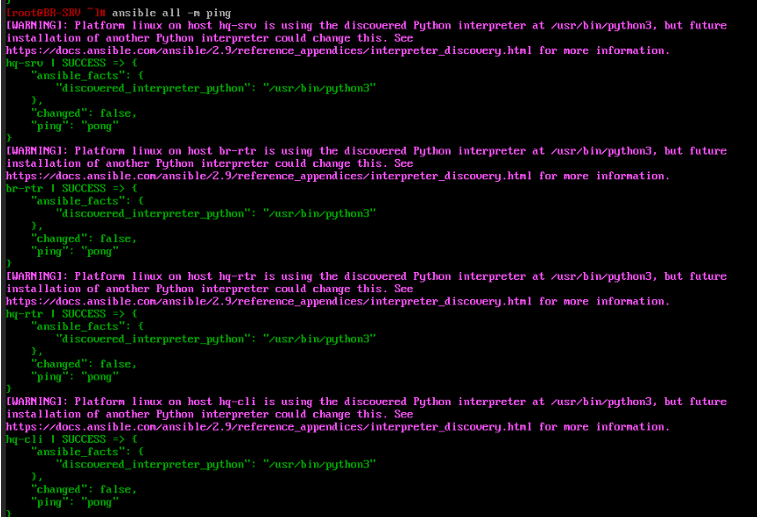 [root@BR-SRV ~]# ansible all -m ping
[WARNING]: Platform linux on host hq-srv is using the discovered Python interpreter at /usr/bin/python3, but future
installation of another Python interpreter could change this. See
https://docs.ansible.com/ansible/2.9/reference_appendices/interpreter_discovery.html for more information.
hq-srv | SUCCESS => {
    "ansible_facts": {
        "discovered_interpreter_python": "/usr/bin/python3"
    },
    "changed": false,
    "ping": "pong"
}
[WARNING]: Platform linux on host br-rtr is using the discovered Python interpreter at /usr/bin/python3, but future
installation of another Python interpreter could change this. See
https://docs.ansible.com/ansible/2.9/reference_appendices/interpreter_discovery.html for more information.
br-rtr | SUCCESS => {
    "ansible_facts": {
        "discovered_interpreter_python": "/usr/bin/python3"
    },
    "changed": false,
    "ping": "pong"
}
[WARNING]: Platform linux on host hq-rtr is using the discovered Python interpreter at /usr/bin/python3, but future
installation of another Python interpreter could change this. See
https://docs.ansible.com/ansible/2.9/reference_appendices/interpreter_discovery.html for more information.
hq-rtr | SUCCESS => {
    "ansible_facts": {
        "discovered_interpreter_python": "/usr/bin/python3"
    },
    "changed": false,
    "ping": "pong"
}
[WARNING]: Platform linux on host hq-cli is using the discovered Python interpreter at /usr/bin/python3, but future
installation of another Python interpreter could change this. See
https://docs.ansible.com/ansible/2.9/reference_appendices/interpreter_discovery.html for more information.
hq-cli | SUCCESS => {
    "ansible_facts": {
        "discovered_interpreter_python": "/usr/bin/python3"
    },
    "changed": false,
    "ping": "pong"
}